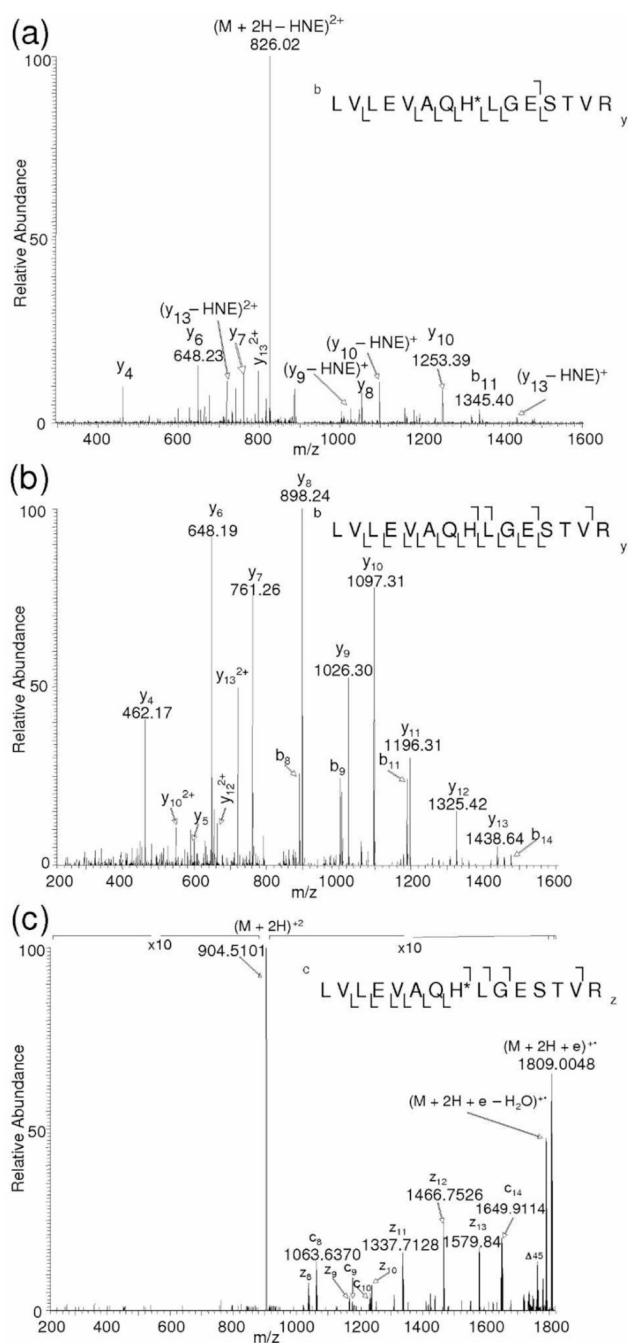 (a)
(M + 2H – HNE)2+
826.02
b L V L E V A Q H* L G E S T V R y
100
50
0
Relative Abundance
(y13 – HNE)2+
y4
y6
648.23
y7
y13 2+
(y9 – HNE)+
(y10 – HNE)+
y8
y10
1253.39
b11
1345.40
(y13 – HNE)+
400 600 800 1000 1200 1400 1600
m/z
(b)
y8
898.24
b L V L E V A Q H L G E S T V R y
100
50
0
Relative Abundance
y6
648.19
y7
761.26
y10
1097.31
y9
1026.30
y13 2+
y4
462.17
y10 2+
y5
y12 2+
b8
b9
b11
y11
1196.31
y12
1325.42
y13
1438.64
b14
200 400 600 800 1000 1200 1400 1600
m/z
(c)
(M + 2H)+2
x10
x10
904.5101
c L V L E V A Q H* L G E S T V R z
100
50
0
Relative Abundance
(M + 2H + e)+•
1809.0048
(M + 2H + e – H2O)+•
z12
1466.7526
c14
1649.9114
z11
1337.7128
z13
1579.84
c8
1063.6370
z9
c9
c10
z10
Δ45
200 400 600 800 1000 1200 1400 1600 1800
m/z